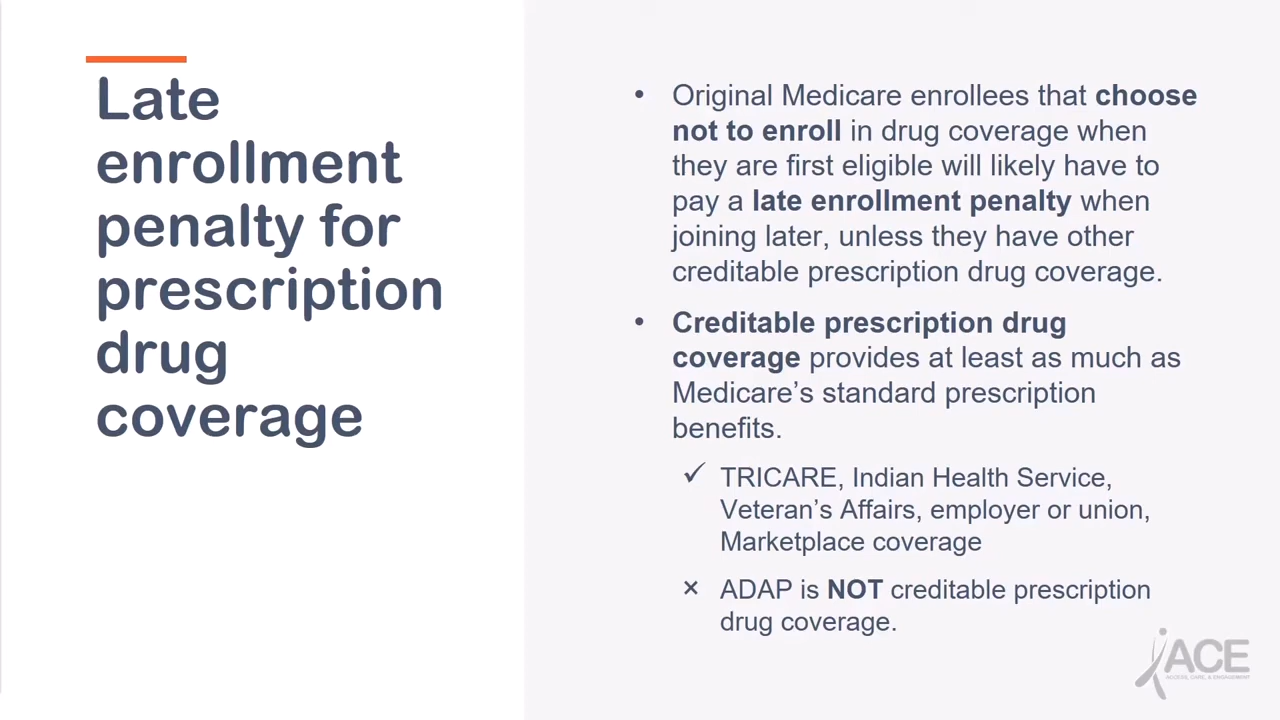 Late
enrollment
penalty for
prescription
drug
coverage
• Original Medicare enrollees that choose
not to enroll in drug coverage when
they are first eligible will likely have to
pay a late enrollment penalty when
joining later, unless they have other
creditable prescription drug coverage.
• Creditable prescription drug
coverage provides at least as much as
Medicare’s standard prescription
benefits.
✓ TRICARE, Indian Health Service,
Veteran’s Affairs, employer or union,
Marketplace coverage
× ADAP is NOT creditable prescription
drug coverage.
ACE
ACCESS, CARE, & ENGAGEMENT